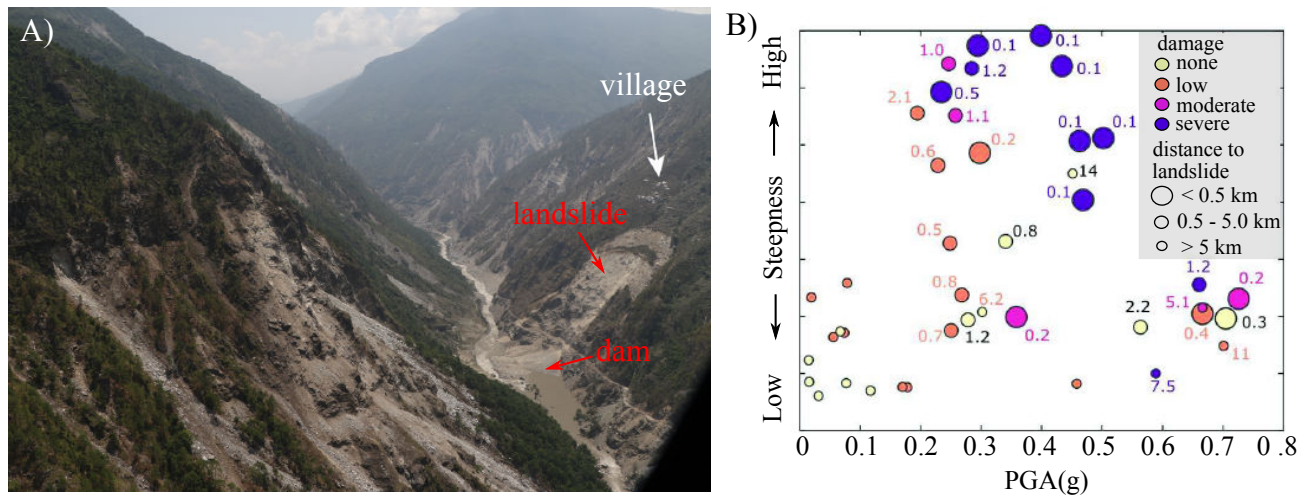 A)
village
landslide
dam
B)
High
Steepness
Low
0.1
0.1
1.0
1.2
0.1
0.5
2.1
1.1
0.1
0.1
0.2
0.6
14
0.1
0.5
0.8
1.2
0.8
6.2
5.1
0.2
0.7
1.2
0.2
2.2
0.4
0.3
11
7.5
damage
none
low
moderate
severe
distance to
landslide
< 0.5 km
0.5 - 5.0 km
> 5 km
0 0.1 0.2 0.3 0.4 0.5 0.6 0.7 0.8
PGA(g)